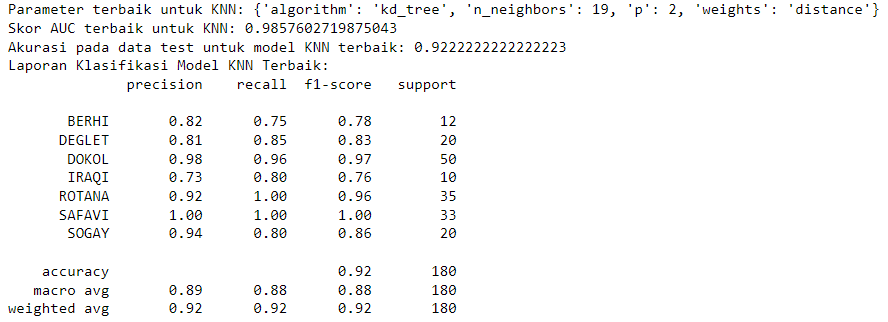 Parameter terbaik untuk KNN: {'algorithm': 'kd_tree', 'n_neighbors': 19, 'p': 2, 'weights': 'distance'}
Skor AUC terbaik untuk KNN: 0.9857602719875043
Akurasi pada data test untuk model KNN terbaik: 0.9222222222222223
Laporan Klasifikasi Model KNN Terbaik:
precision recall f1-score support
BERHI 0.82 0.75 0.78 12
DEGLET 0.81 0.85 0.83 20
DOKOL 0.98 0.96 0.97 50
IRAQI 0.73 0.80 0.76 10
ROTANA 0.92 1.00 0.96 35
SAFAVI 1.00 1.00 1.00 33
SOGAY 0.94 0.80 0.86 20
accuracy 0.92 180
macro avg 0.89 0.88 0.88 180
weighted avg 0.92 0.92 0.92 180